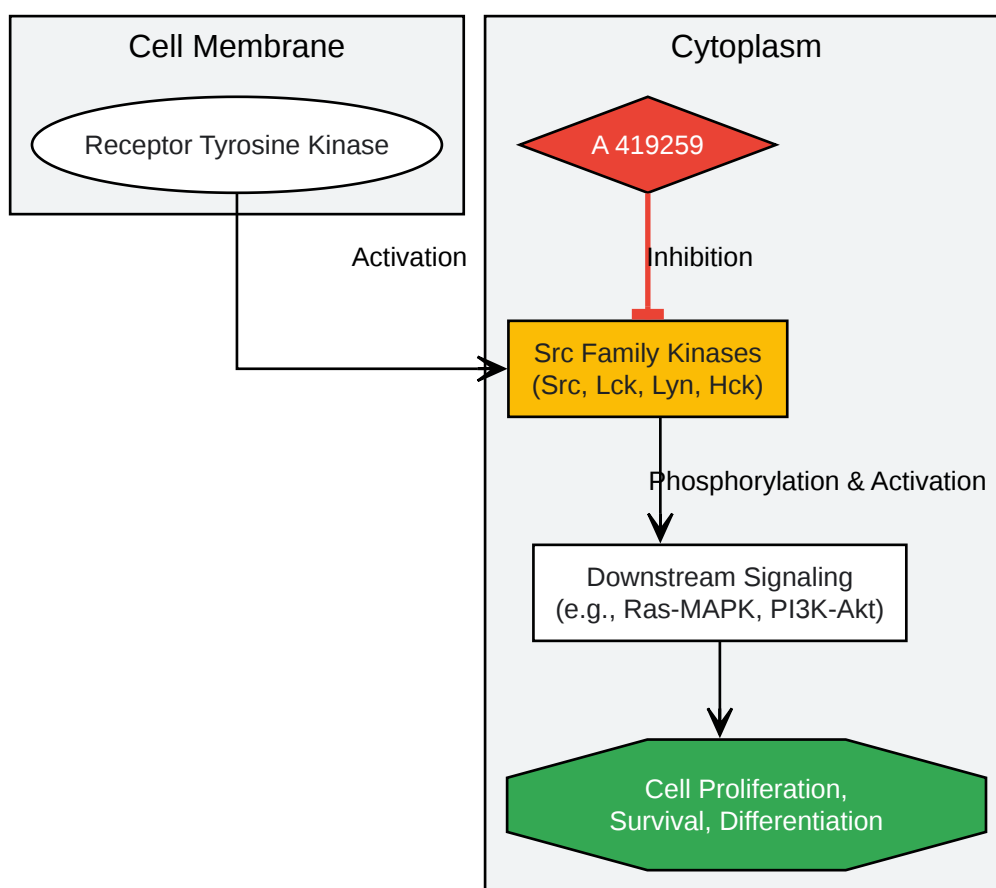 Cell Membrane
Cytoplasm
Receptor Tyrosine Kinase
A 419259
Activation
Inhibition
Src Family Kinases
(Src, Lck, Lyn, Hck)
Phosphorylation & Activation
Downstream Signaling
(e.g., Ras-MAPK, PI3K-Akt)
Cell Proliferation,
Survival, Differentiation